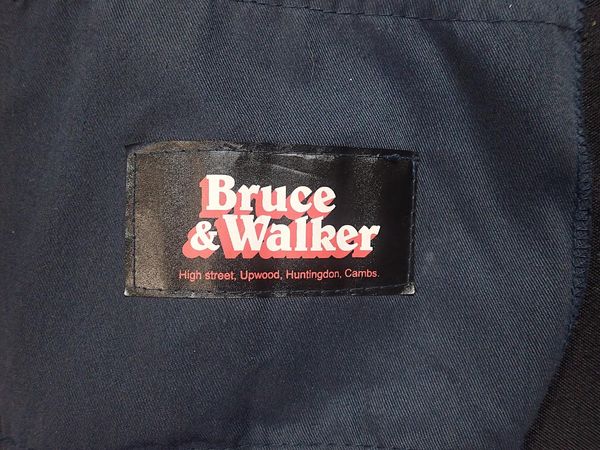 Bruce
& Walker
High street, Upwood, Huntingdon, Cambs.